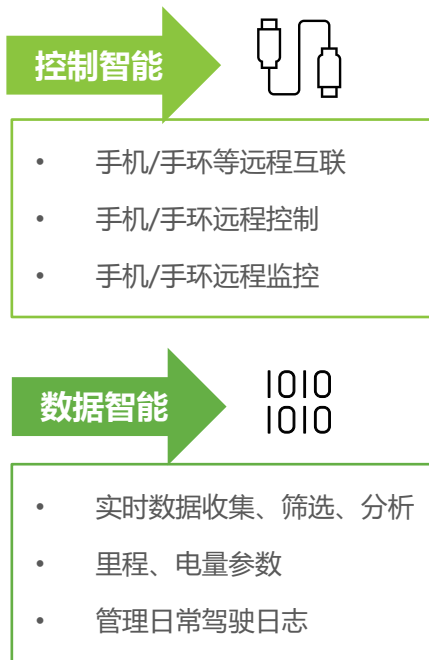 控制智能
• 手机/手环等远程互联
• 手机/手环远程控制
• 手机/手环远程监控
数据智能
1010
1010
• 实时数据收集、筛选、分析
• 里程、电量参数
• 管理日常驾驶日志